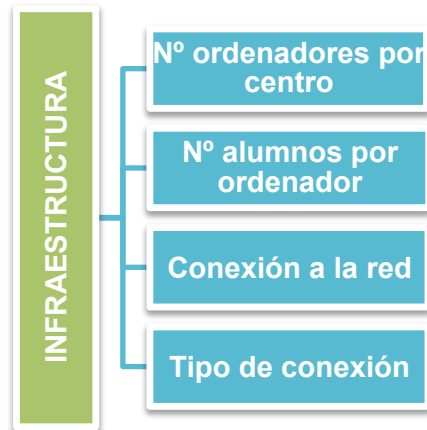 INFRAESTRUCTURA
Nº ordenadores por
centro
Nº alumnos por
ordenador
Conexión a la red
Tipo de conexión